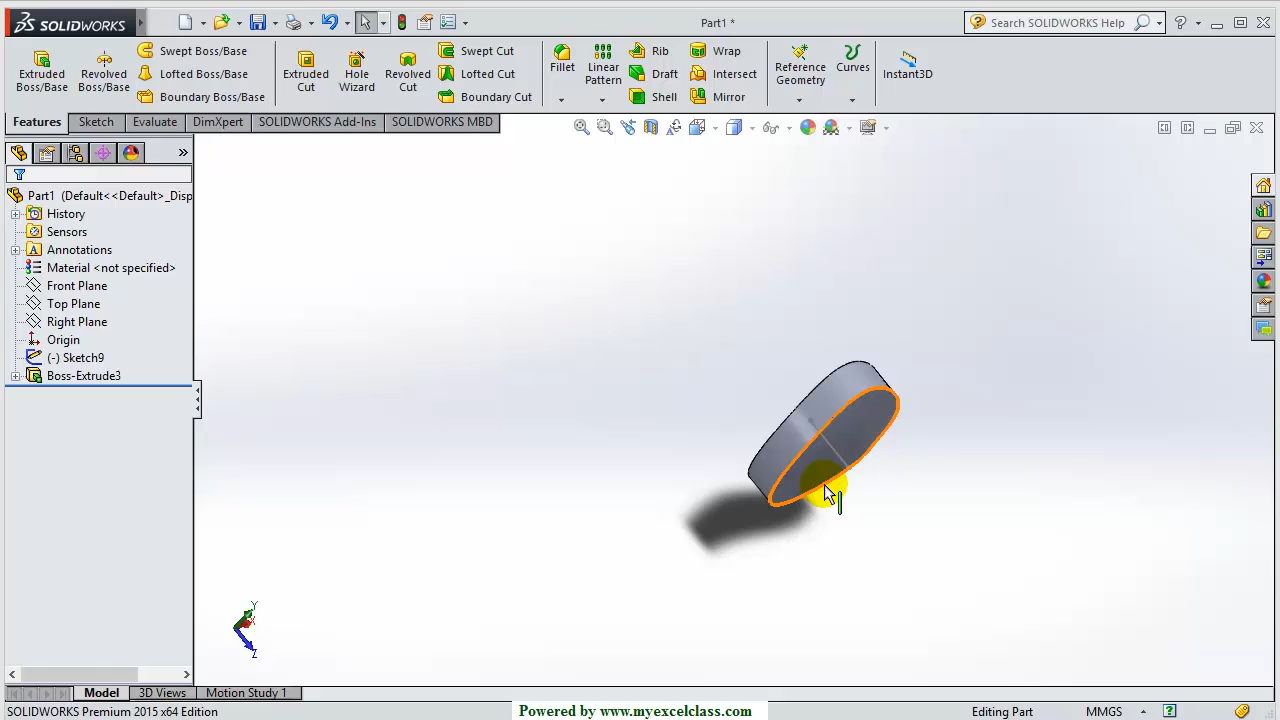 SOLIDWORKS
Part1 *
Search SOLIDWORKS Help
Extruded Boss/Base
Revolved Boss/Base
Swept Boss/Base
Lofted Boss/Base
Boundary Boss/Base
Extruded Cut
Hole Wizard
Revolved Cut
Swept Cut
Lofted Cut
Boundary Cut
Fillet
Linear Pattern
Rib
Draft
Shell
Wrap
Intersect
Mirror
Reference Geometry
Curves
Instant3D
Features Sketch Evaluate DimXpert SOLIDWORKS Add-Ins SOLIDWORKS MBD
Part1 (Default<<Default>_Disp
History
Sensors
Annotations
Material <not specified>
Front Plane
Top Plane
Right Plane
Origin
(-) Sketch9
Boss-Extrude3
Y
X
Z
Model 3D Views Motion Study 1
SOLIDWORKS Premium 2015 x64 Edition
Powered by www.myexcelclass.com
Editing Part
MMGS